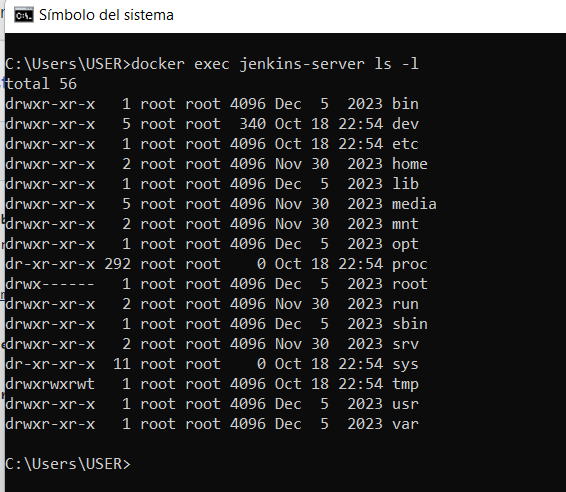 Símbolo del sistema
C:\Users\USER>docker exec jenkins-server ls -l
total 56
drwxr-xr-x   1 root root 4096 Dec  5  2023 bin
drwxr-xr-x   5 root root  340 Oct 18 22:54 dev
drwxr-xr-x   1 root root 4096 Oct 18 22:54 etc
drwxr-xr-x   2 root root 4096 Nov 30  2023 home
drwxr-xr-x   1 root root 4096 Dec  5  2023 lib
drwxr-xr-x   5 root root 4096 Nov 30  2023 media
drwxr-xr-x   2 root root 4096 Nov 30  2023 mnt
drwxr-xr-x   1 root root 4096 Dec  5  2023 opt
dr-xr-xr-x 292 root root    0 Oct 18 22:54 proc
drwx------   1 root root 4096 Dec  5  2023 root
drwxr-xr-x   2 root root 4096 Nov 30  2023 run
drwxr-xr-x   1 root root 4096 Dec  5  2023 sbin
drwxr-xr-x   2 root root 4096 Nov 30  2023 srv
dr-xr-xr-x  11 root root    0 Oct 18 22:54 sys
drwxrwxrwt   1 root root 4096 Oct 18 22:54 tmp
drwxr-xr-x   1 root root 4096 Dec  5  2023 usr
drwxr-xr-x   1 root root 4096 Dec  5  2023 var
C:\Users\USER>